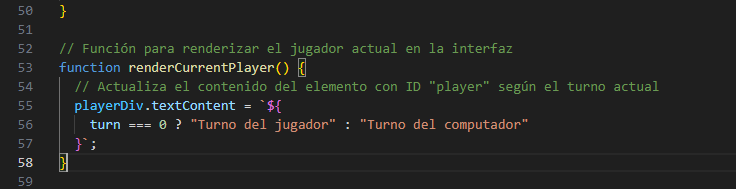 50 }
51
52 // Función para renderizar el jugador actual en la interfaz
53 function renderCurrentPlayer() {
54 // Actualiza el contenido del elemento con ID "player" según el turno actual
55 playerDiv.textContent = `${
56 turn === 0 ? "Turno del jugador" : "Turno del computador"
57 }`;
58 }
59